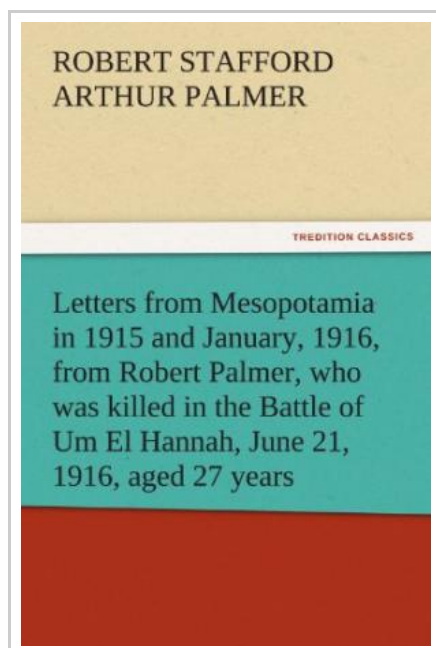 ROBERT STAFFORD
ARTHUR PALMER
TREDITION CLASSICS
Letters from Mesopotamia
in 1915 and January, 1916,
from Robert Palmer, who
was killed in the Battle of
Um El Hannah, June 21,
1916, aged 27 years